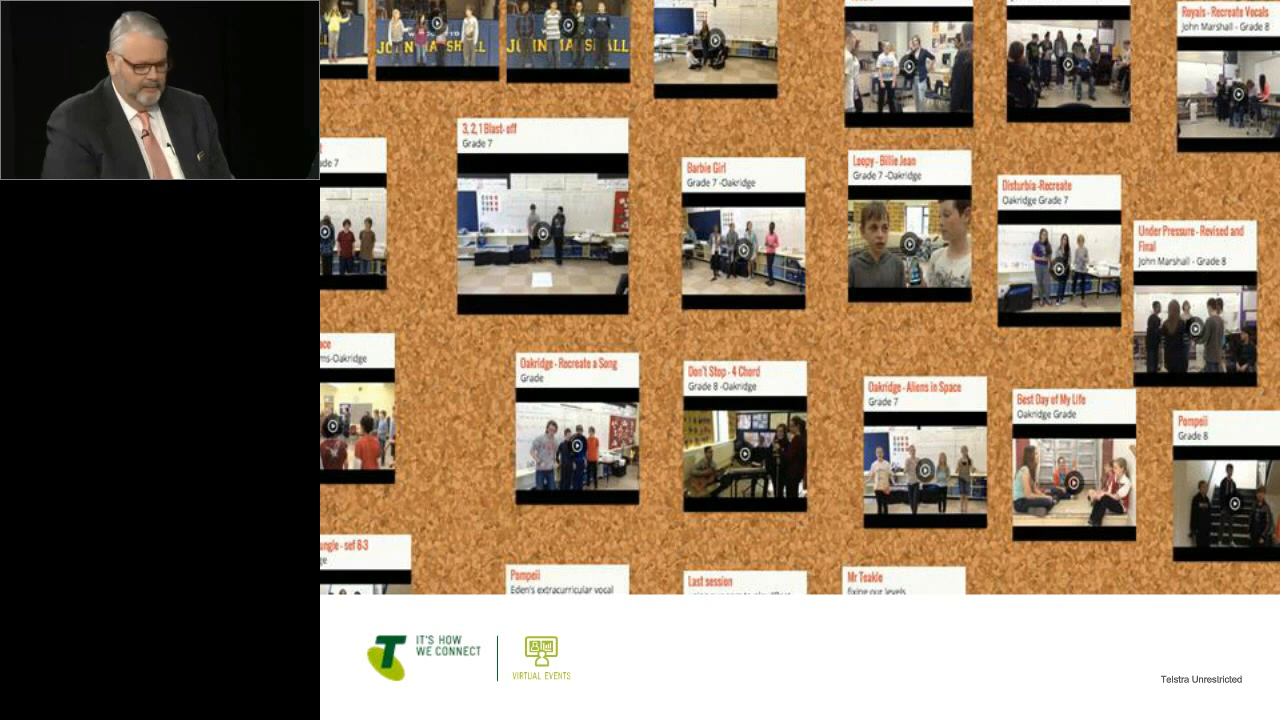 JOHN MARSHALL
JOHN MARSHALL
Royals - Recreate Vocals
John Marshall - Grade 8
3, 2, 1 Blast- off
Grade 7
Barbie Girl
Grade 7 -Oakridge
Loopy - Billie Jean
Grade 7 -Oakridge
Disturbia -Recreate
Oakridge Grade 7
Under Pressure - Revised and
Final
John Marshall - Grade 8
Oakridge - Recreate a Song
Grade
Don't Stop - 4 Chord
Grade 8 -Oakridge
Oakridge - Aliens in Space
Grade 7
Best Day of My Life
Oakridge Grade
Pompeii
Grade 8
Pompeii
Eden's extracurricular vocal
Last session
Mr Teakle
fixing our levels
IT'S HOW
WE CONNECT
VIRTUAL EVENTS
Telstra Unrestricted